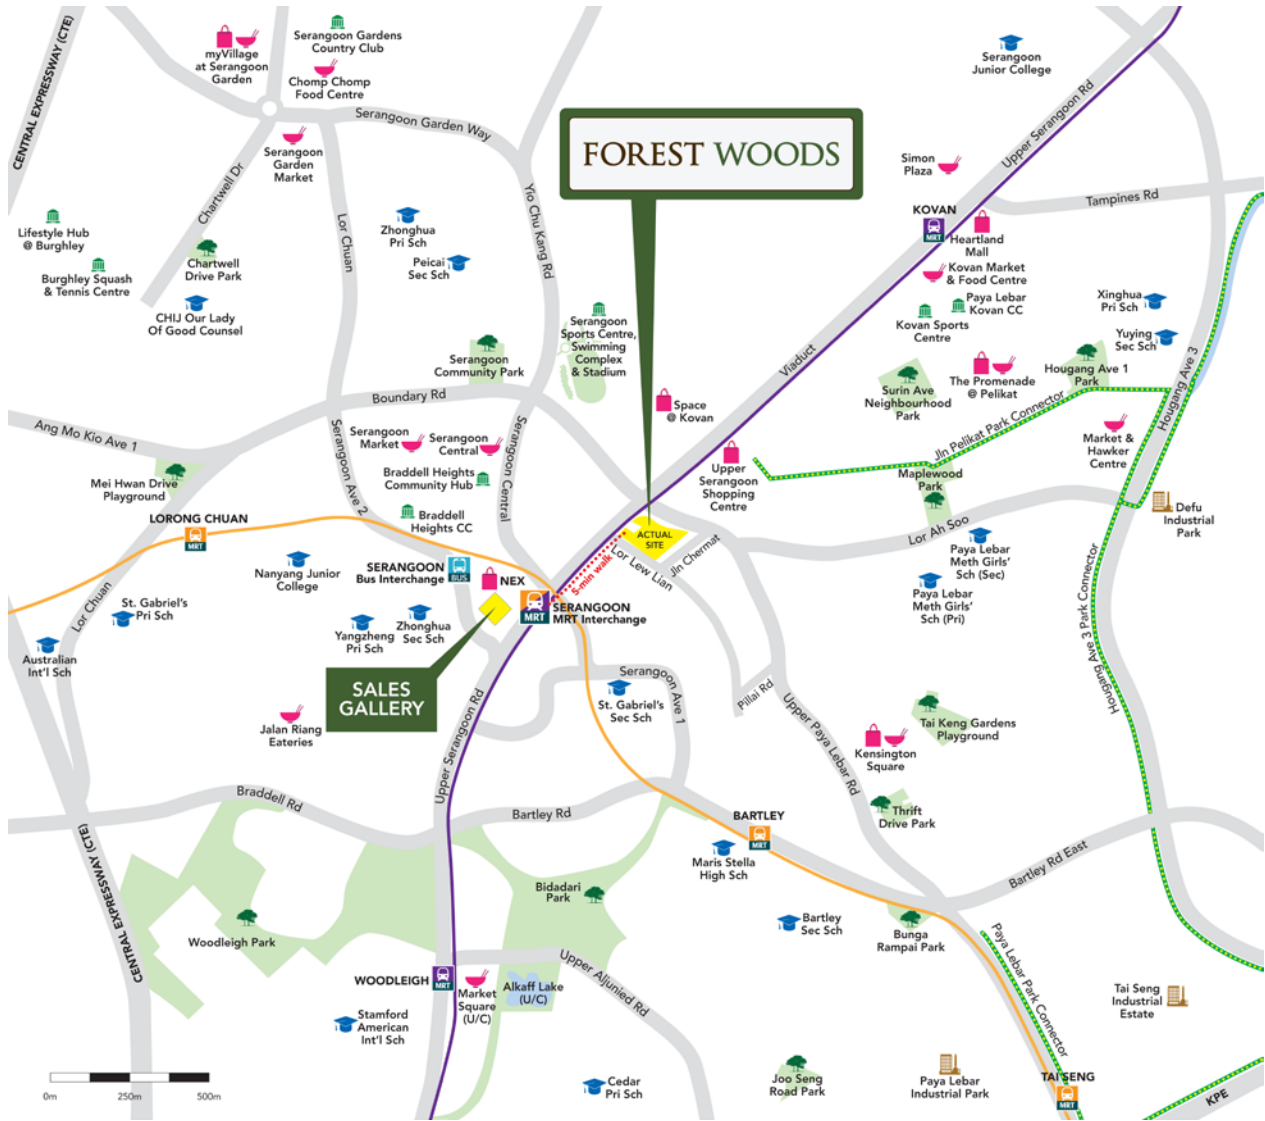 CENTRAL EXPRESSWAY (CTE)
myVillage
at Serangoon
Garden
Serangoon Gardens
Country Club
Chomp Chomp
Food Centre
Serangoon
Junior College
Serangoon Garden Way
Upper Serangoon Rd
FOREST WOODS
Serangoon
Garden
Market
Chartwell Dr
Simon
Plaza
Tampines Rd
KOVAN
MRT
Heartland
Mall
Lifestyle Hub
@ Burghley
Zhonghua
Pri Sch
Yio Chu Kang Rd
Lor Chuan
Peicai
Sec Sch
Chartwell
Drive Park
Burghley Squash
& Tennis Centre
Kovan Market
& Food Centre
Paya Lebar
Kovan CC
Xinghua
Pri Sch
CHIJ Our Lady
Of Good Counsel
Kovan Sports
Centre
Yuying
Sec Sch
Serangoon
Sports Centre,
Swimming
Complex
& Stadium
Serangoon
Community Park
Viaduct
Hougang Ave 1
Park
The Promenade
@ Pelikat
Surin Ave
Neighbourhood
Park
Hougang Ave 3
Boundary Rd
Space
@ Kovan
Jln Pelikat Park Connector
Ang Mo Kio Ave 1
Serangoon Ave 2
Serangoon
Market
Serangoon
Central
Serangoon Central
Market &
Hawker
Centre
Upper
Serangoon
Shopping
Centre
Maplewood
Park
Braddell Heights
Community Hub
Mei Hwan Drive
Playground
Braddell
Heights CC
LORONG CHUAN
MRT
ACTUAL
SITE
Defu
Industrial
Park
Lor Ah Soo
Jln Chermat
Lor Lew Lian
5-min walk
Paya Lebar
Meth Girls'
Sch (Sec)
SERANGOON
Bus Interchange
BUS
NEX
Nanyang Junior
College
Paya Lebar
Meth Girls'
Sch (Pri)
SERANGOON
MRT Interchange
MRT
Lor Chuan
St. Gabriel's
Pri Sch
Yangzheng
Pri Sch
Zhonghua
Sec Sch
Hougang Ave 3 Park Connector
Australian
Int'l Sch
SALES
GALLERY
Serangoon Ave 1
St. Gabriel's
Sec Sch
Pillai Rd
Upper Paya Lebar Rd
Jalan Riang
Eateries
Upper Serangoon Rd
Tai Keng Gardens
Playground
Kensington
Square
Braddell Rd
Bartley Rd
BARTLEY
MRT
Thrift
Drive Park
CENTRAL EXPRESSWAY (CTE)
Maris Stella
High Sch
Bartley Rd East
Bidadari
Park
Woodleigh Park
Bartley
Sec Sch
Bunga
Rampai Park
Paya Lebar Park Connector
Upper Aljunied Rd
WOODLEIGH
MRT
Market
Square
(U/C)
Alkaff Lake
(U/C)
Tai Seng
Industrial
Estate
Stamford
American
Int'l Sch
Cedar
Pri Sch
Joo Seng
Road Park
Paya Lebar
Industrial Park
TAI SENG
MRT
KPE
0m 250m 500m